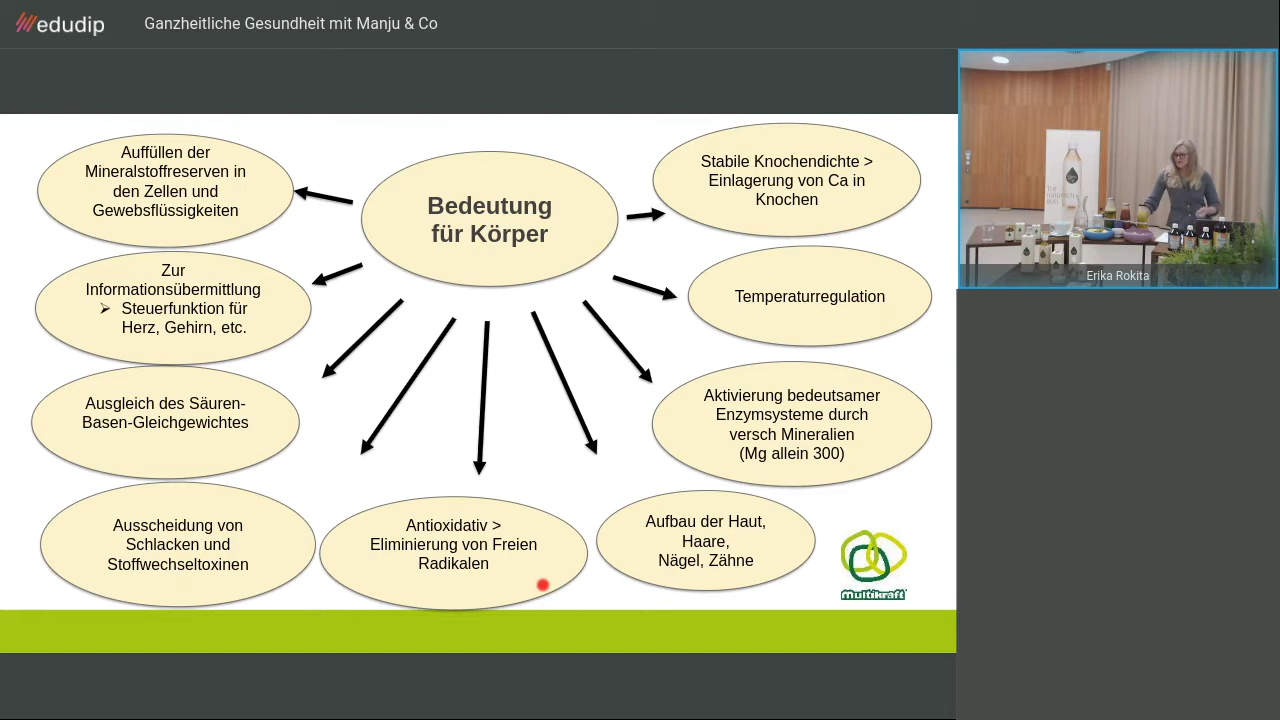 edudip
Ganzheitliche Gesundheit mit Manju & Co
Auffüllen der
Mineralstoffreserven in
den Zellen und
Gewebsflüssigkeiten
Bedeutung
für Körper
Stabile Knochendichte >
Einlagerung von Ca in
Knochen
Zur
Informationsübermittlung
➢ Steuerfunktion für
Herz, Gehirn, etc.
Temperaturregulation
Ausgleich des Säuren-
Basen-Gleichgewichtes
Aktivierung bedeutsamer
Enzymsysteme durch
versch Mineralien
(Mg allein 300)
Ausscheidung von
Schlacken und
Stoffwechseltoxinen
Antioxidativ >
Eliminierung von Freien
Radikalen
Aufbau der Haut,
Haare,
Nägel, Zähne
multikraft
Erika Rokita